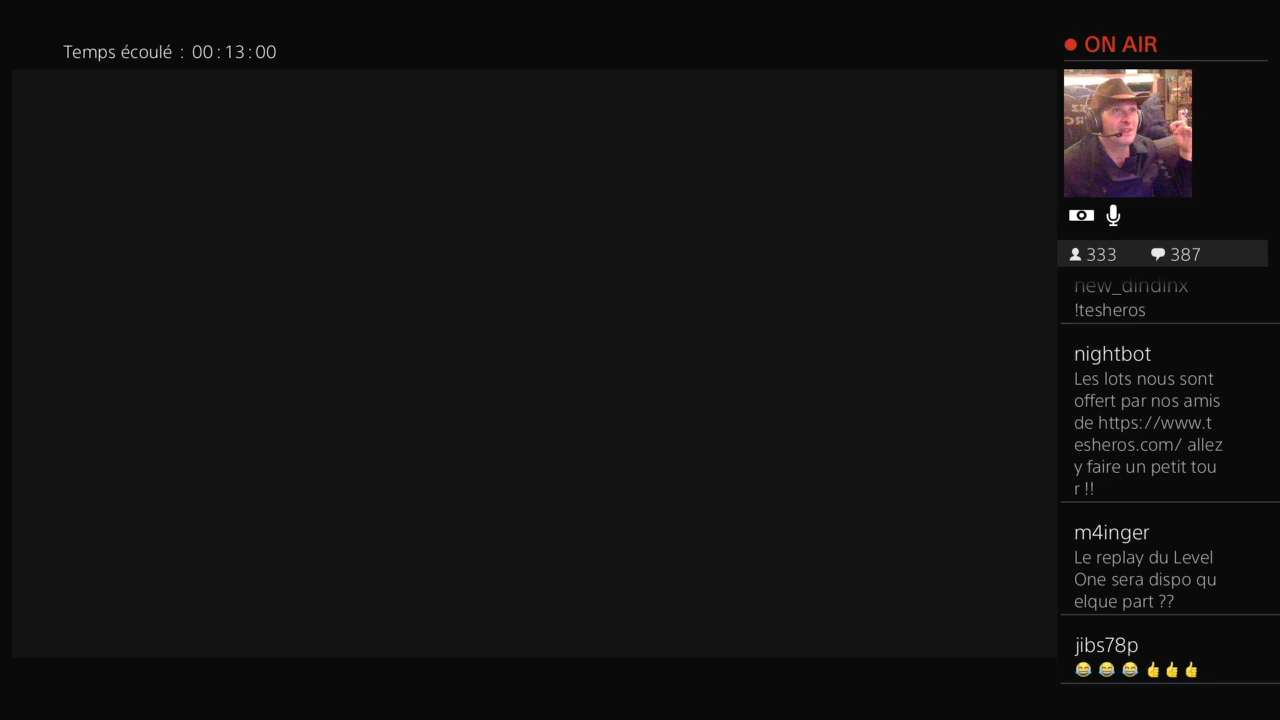 Temps écoulé : 00:13:00
ON AIR
333 387
new_dindinx
!tesheros
nightbot
Les lots nous sont
offert par nos amis
de https://www.t
esheros.com/ allez
y faire un petit tou
r !!
m4inger
Le replay du Level
One sera dispo qu
elque part ??
jibs78p
😂 😂 😂 👍👍👍